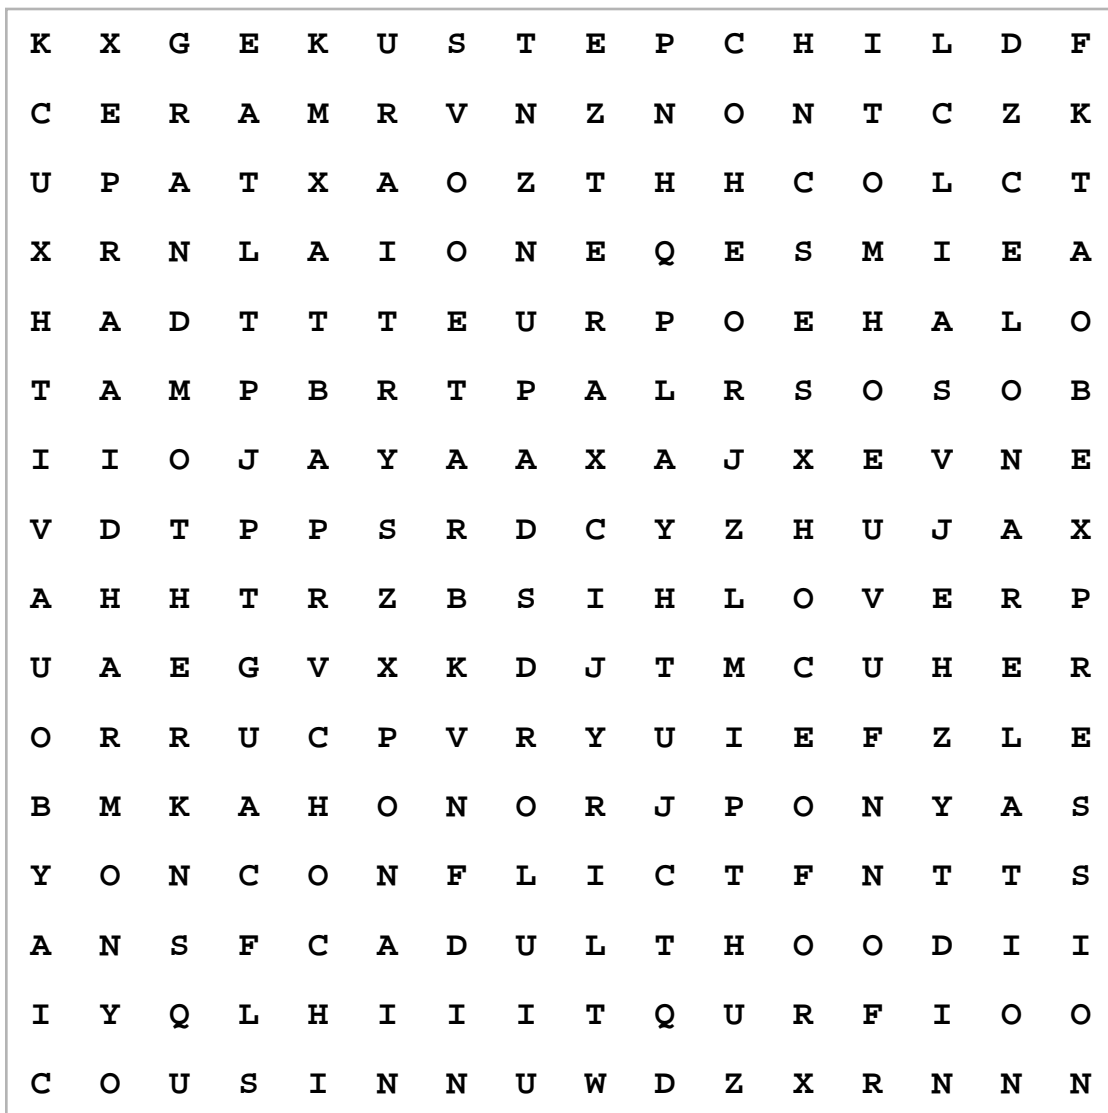 K X G E K U S T E P C H I L D F
C E R A M R V N Z N O N T C Z K
U P A T X A O Z T H H C O L C T
X R N L A I O N E Q E S M I E A
H A D T T T E U R P O E H A L O
T A M P B R T P A L R S O S O B
I I O J A Y A A X A J X E V N E
V D T P P S R D C Y Z H U J A X
A H H T R Z B S I H L O V E R P
U A E G V X K D J T M C U H E R
O R R U C P V R Y U I E F Z L E
B M K A H O N O R J P O N Y A S
Y O N C O N F L I C T F N T T S
A N S F C A D U L T H O O D I I
I Y Q L H I I I T Q U R F I O O
C O U S I N N U W D Z X R N N N